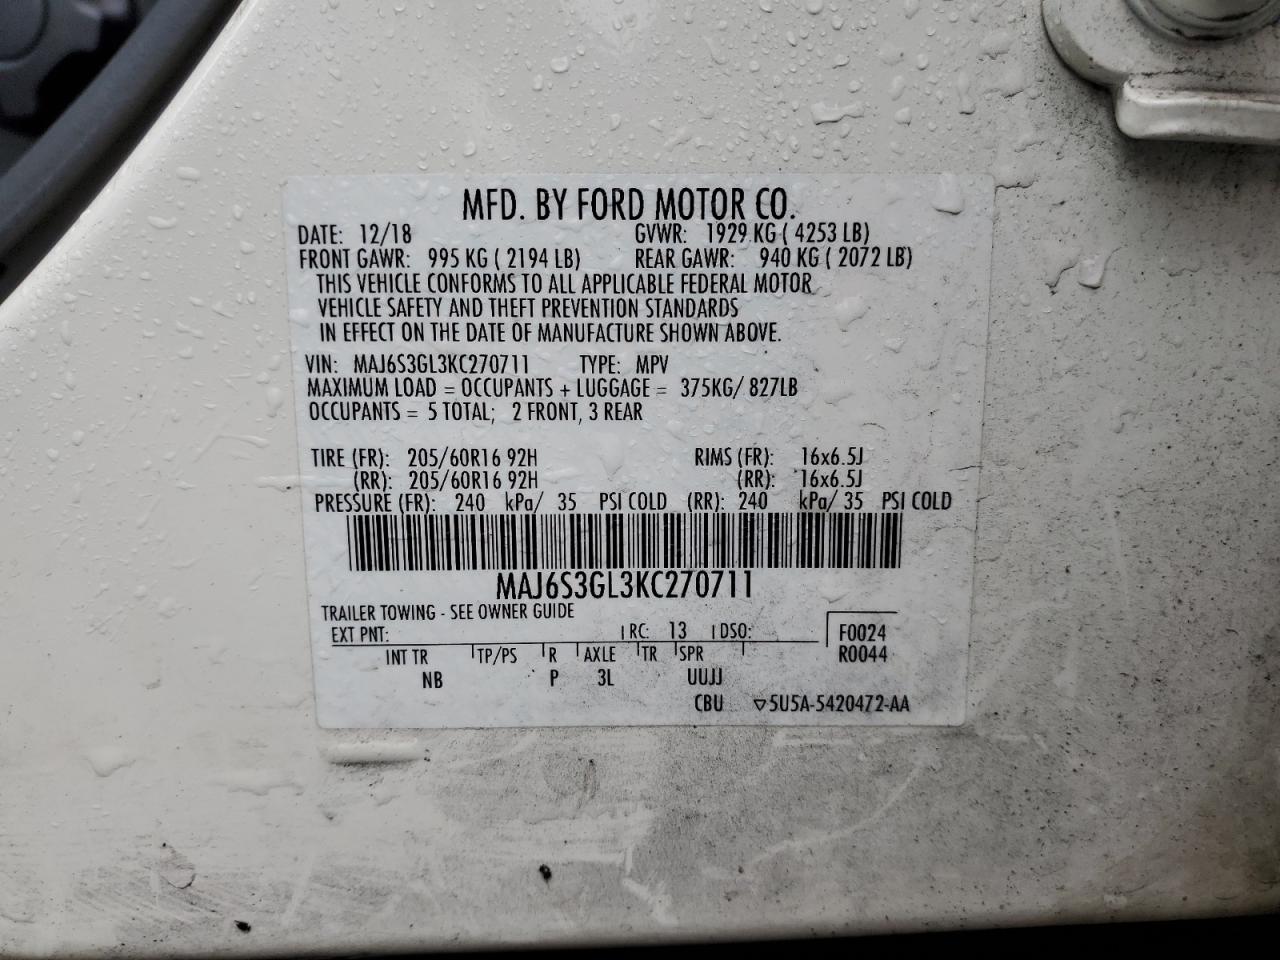 MFD. BY FORD MOTOR CO.
DATE: 12/18 GVWR: 1929 KG ( 4253 LB)
FRONT GAWR: 995 KG ( 2194 LB) REAR GAWR: 940 KG ( 2072 LB)
THIS VEHICLE CONFORMS TO ALL APPLICABLE FEDERAL MOTOR
VEHICLE SAFETY AND THEFT PREVENTION STANDARDS
IN EFFECT ON THE DATE OF MANUFACTURE SHOWN ABOVE.
VIN: MAJ6S3GL3KC270711 TYPE: MPV
MAXIMUM LOAD = OCCUPANTS + LUGGAGE = 375KG/ 827LB
OCCUPANTS = 5 TOTAL; 2 FRONT, 3 REAR
TIRE (FR): 205/60R16 92H RIMS (FR): 16x6.5J
(RR): 205/60R16 92H (RR): 16x6.5J
PRESSURE (FR): 240 kPa/ 35 PSI COLD (RR): 240 kPa/ 35 PSI COLD
MAJ6S3GL3KC270711
TRAILER TOWING - SEE OWNER GUIDE
EXT PNT: RC: 13 DSO: F0024
INT TR TP/PS R AXLE TR SPR R0044
NB P 3L UUJJ
CBU ▽5U5A-5420472-AA